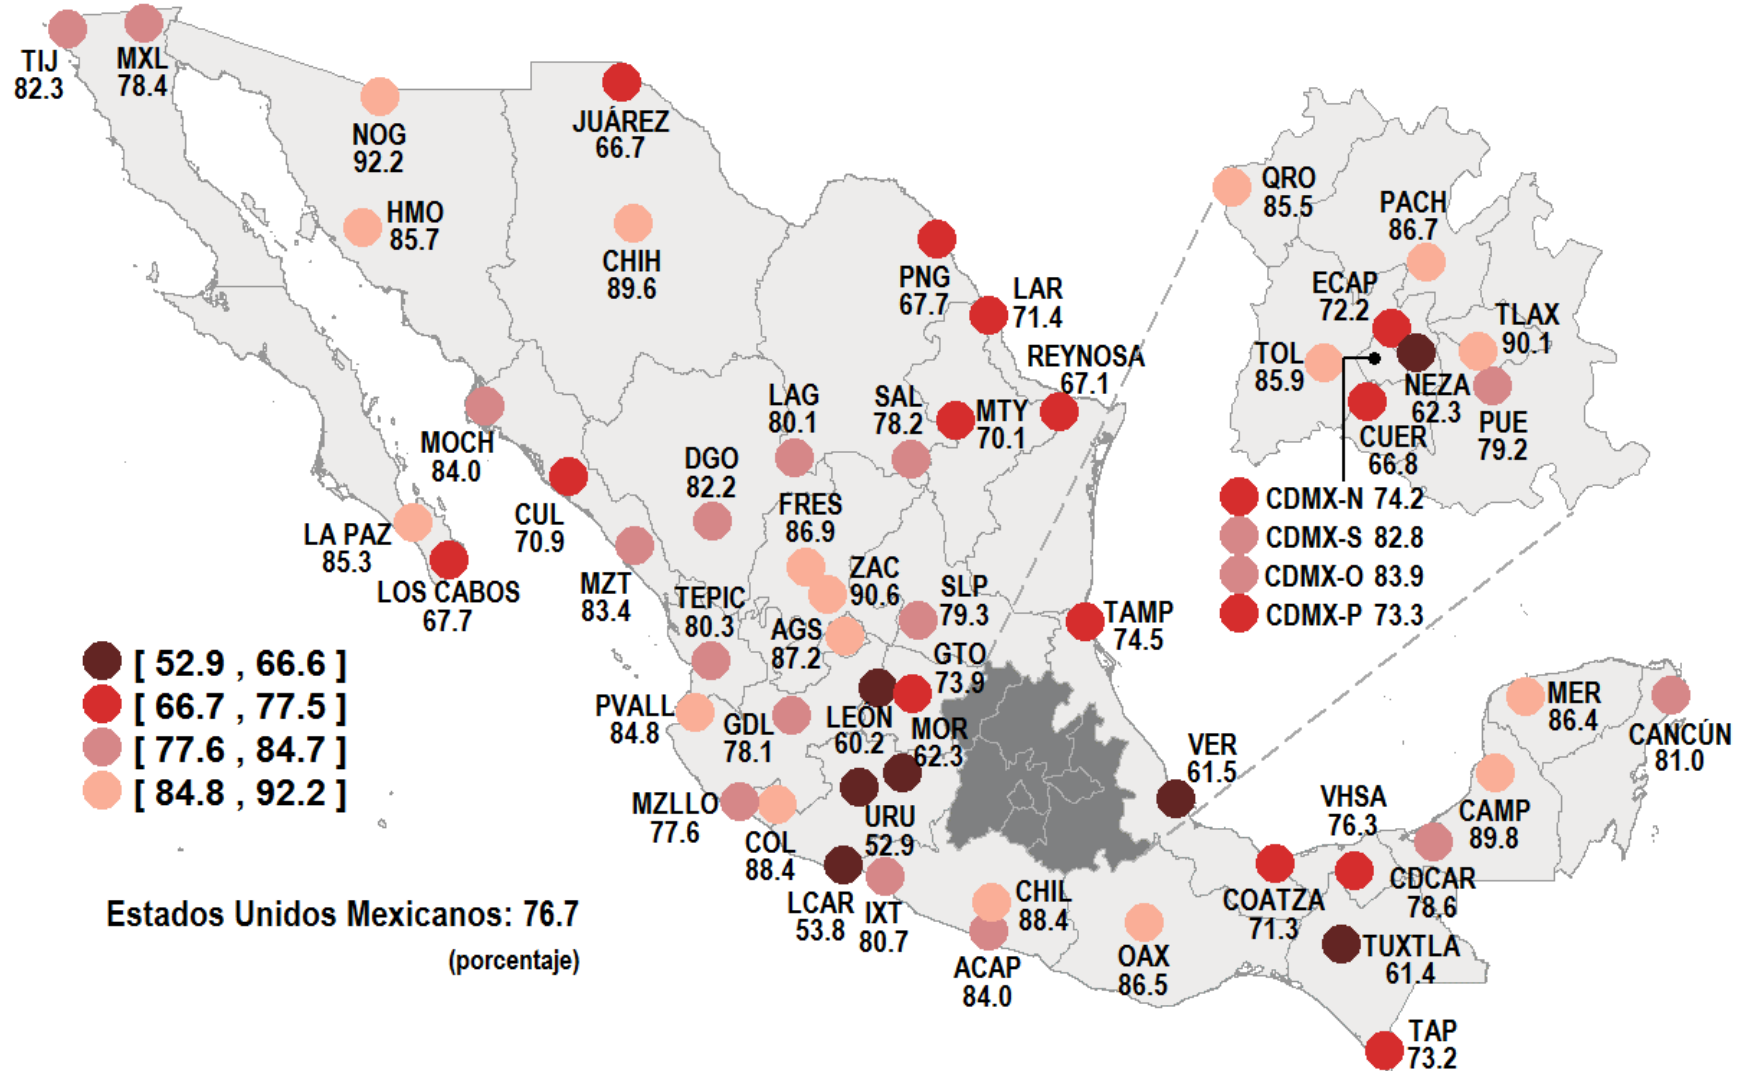 TIJ
82.3
MXL
78.4
NOG
92.2
HMO
85.7
JUÁREZ
66.7
CHIH
89.6
PNG
67.7
LAR
71.4
REYNOSA
67.1
MOCH
84.0
LAG
80.1
SAL
78.2
MTY
70.1
DGO
82.2
CUL
70.9
LA PAZ
85.3
LOS CABOS
67.7
MZT
83.4
FRES
86.9
ZAC
90.6
TEPIC
80.3
AGS
87.2
SLP
79.3
TAMP
74.5
GTO
73.9
PVALL
84.8
GDL
78.1
LEÓN
60.2
MOR
62.3
MZLLO
77.6
COL
88.4
URU
52.9
LCAR
53.8
IXT
80.7
CHIL
88.4
ACAP
84.0
OAX
86.5
VER
61.5
COATZA
71.3
VHSA
76.3
CDCAR
78.6
TUXTLA
61.4
TAP
73.2
CAMP
89.8
MER
86.4
CANCÚN
81.0
QRO
85.5
PACH
86.7
ECAP
72.2
TLAX
90.1
TOL
85.9
NEZA
62.3
PUE
79.2
CUER
66.8
CDMX-N 74.2
CDMX-S 82.8
CDMX-O 83.9
CDMX-P 73.3
[ 52.9 , 66.6 ]
[ 66.7 , 77.5 ]
[ 77.6 , 84.7 ]
[ 84.8 , 92.2 ]
Estados Unidos Mexicanos: 76.7
(porcentaje)